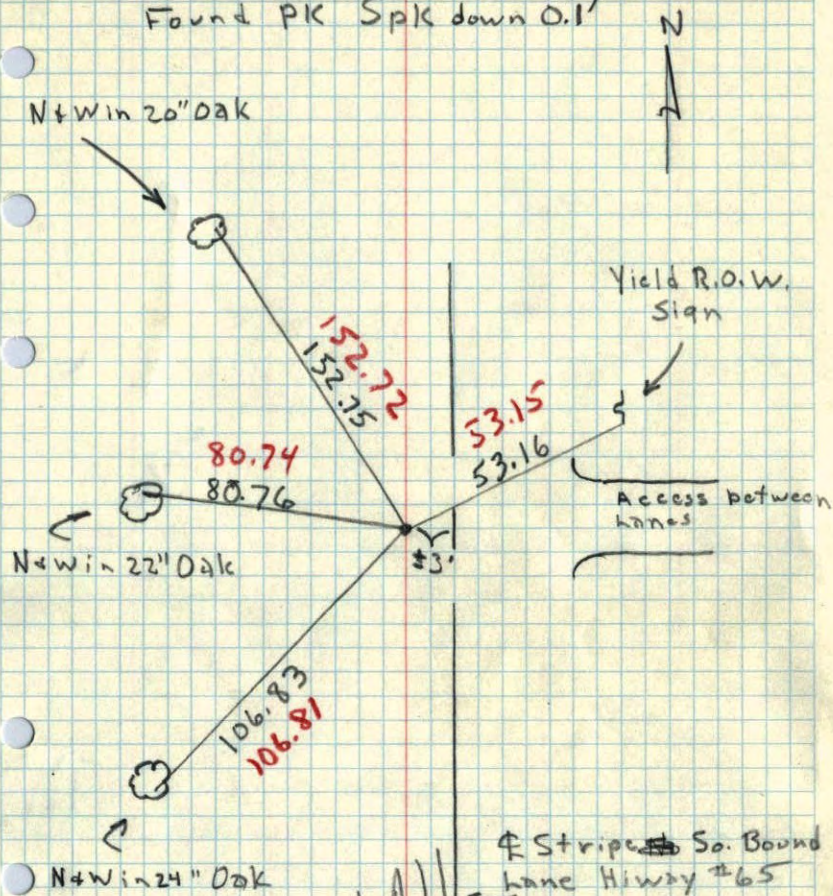 Found PK Spk down 0.1'
N
N & W in 20" Oak
Yield R.O.W.
Sign
152.72
152.75
53.15
53.16
80.74
80.76
Access between
Lanes
±3'
N & W in 22" Oak
106.83
106.81
℄ Stripe So. Bound
Lane Hiway #65
N & W in 24" Oak